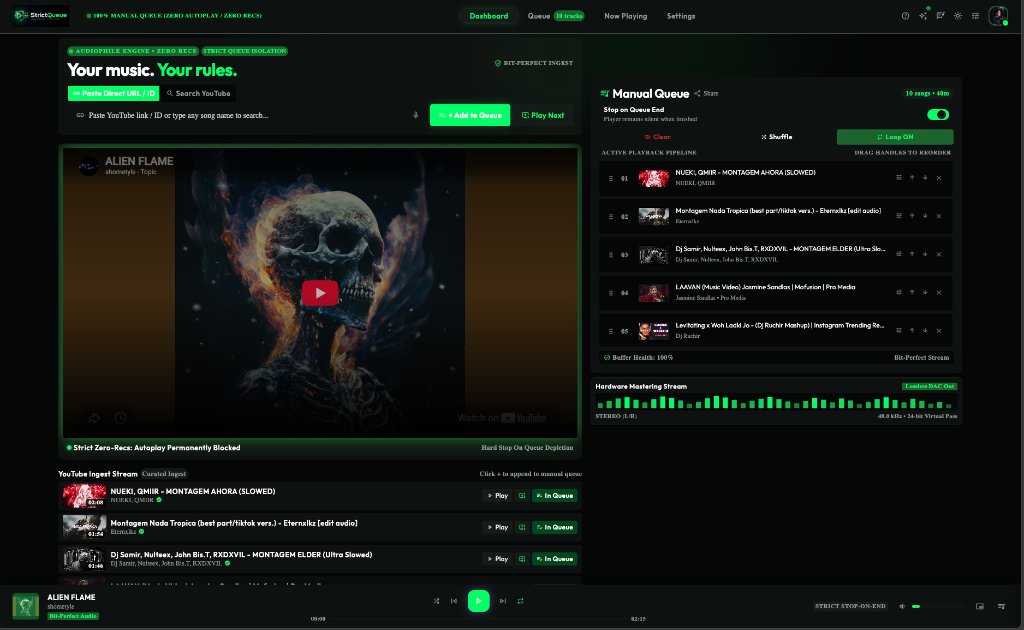 StrictQueue
100% MANUAL QUEUE (ZERO AUTOPLAY / ZERO RECS)
Dashboard
Queue 10 tracks
Now Playing
Settings
AUDIOPHILE ENGINE • ZERO RECS STRICT QUEUE ISOLATION
Your music. Your rules.
BIT-PERFECT INGEST
Paste Direct URL / ID
Search YouTube
Paste YouTube link / ID or type any song name to search...
+ Add to Queue
Play Next
ALIEN FLAME
shometyle - Topic
Watch on YouTube
Strict Zero-Recs: Autoplay Permanently Blocked
Hard Stop On Queue Depletion
YouTube Ingest Stream Curated Ingest
Click + to append to manual queue
NUEKI, QMIIR - MONTAGEM AHORA (SLOWED)
NUEKI, QMIIR
02:08
Play
In Queue
Montagem Nada Tropica (best part/tiktok vers.) - Eternxlkz [edit audio]
Eternxlkz
01:54
Play
In Queue
Dj Samir, Nulteex, John Bis.T, RXDXVIL - MONTAGEM ELDER (Ultra Slowed)
Dj Samir, Nulteex, John Bis.T, RXDXVIL
01:46
Play
In Queue
Manual Queue
Share
10 songs • 40m
Stop on Queue End
Player remains silent when finished
Clear
Shuffle
Loop ON
ACTIVE PLAYBACK PIPELINE
DRAG HANDLES TO REORDER
01
NUEKI, QMIIR - MONTAGEM AHORA (SLOWED)
NUEKI, QMIIR
02
Montagem Nada Tropica (best part/tiktok vers.) - Eternxlkz [edit audio]
Eternxlkz
03
Dj Samir, Nulteex, John Bis.T, RXDXVIL - MONTAGEM ELDER (Ultra Slo...
Dj Samir, Nulteex, John Bis.T, RXDXVIL
04
LAAVAN (Music Video) Jasmine Sandlas | Mofusion | Pro Media
Jasmine Sandlas • Pro Media
05
Levitating x Woh Ladki Jo - (Dj Ruchir Mashup) | Instagram Trending Re...
Dj Ruchir
Buffer Health: 100%
Bit-Perfect Stream
Hardware Mastering Stream
Lossless DAC Out
STEREO (L/R)
48.0 kHz • 24-bit Virtual Pass
ALIEN FLAME
shometyle
Bit-Perfect Audio
00:00
02:15
STRICT STOP-ON-END